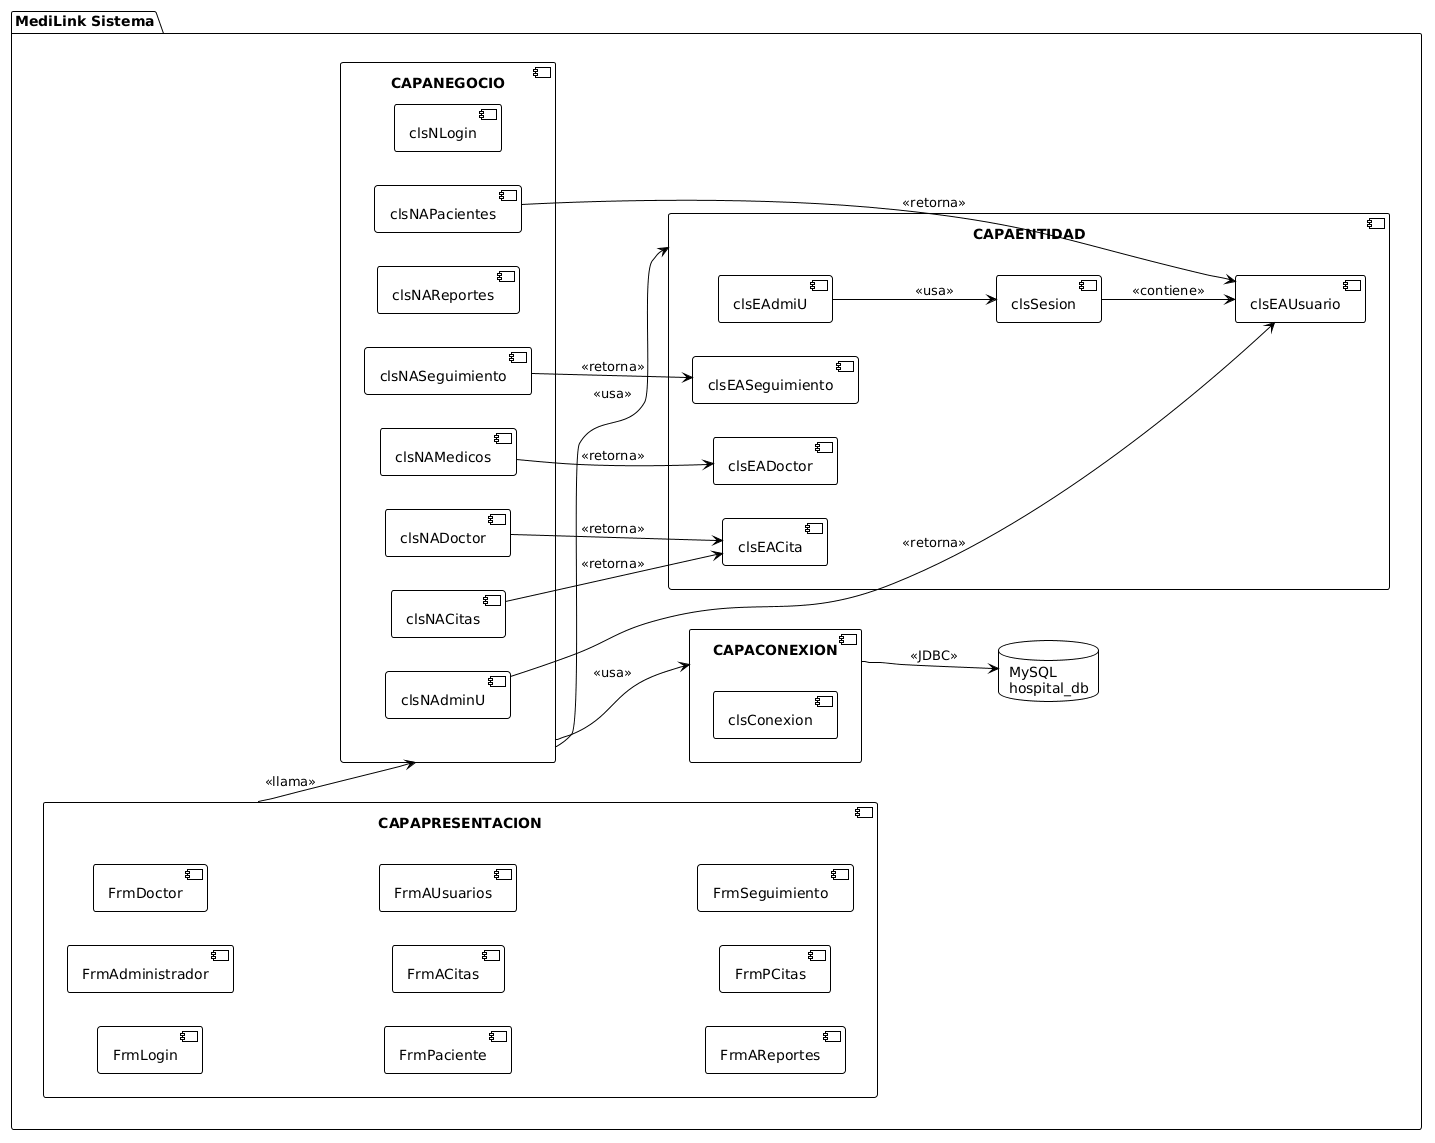 MediLink Sistema
CAPANEGOCIO
clsNLogin
clsNAPacientes
clsNAReportes
clsNASeguimiento
clsNAMedicos
clsNADoctor
clsNACitas
clsNAdminU
«retorna»
CAPAENTIDAD
clsEAdmiU
«usa»
clsSesion
«contiene»
clsEAUsuario
«retorna»
clsEASeguimiento
«usa»
«retorna»
clsEADoctor
«retorna»
clsEACita
«retorna»
«retorna»
«usa»
CAPACONEXION
clsConexion
«JDBC»
MySQL
hospital_db
«llama»
CAPAPRESENTACION
FrmDoctor
FrmAUsuarios
FrmSeguimiento
FrmAdministrador
FrmACitas
FrmPCitas
FrmLogin
FrmPaciente
FrmAReportes